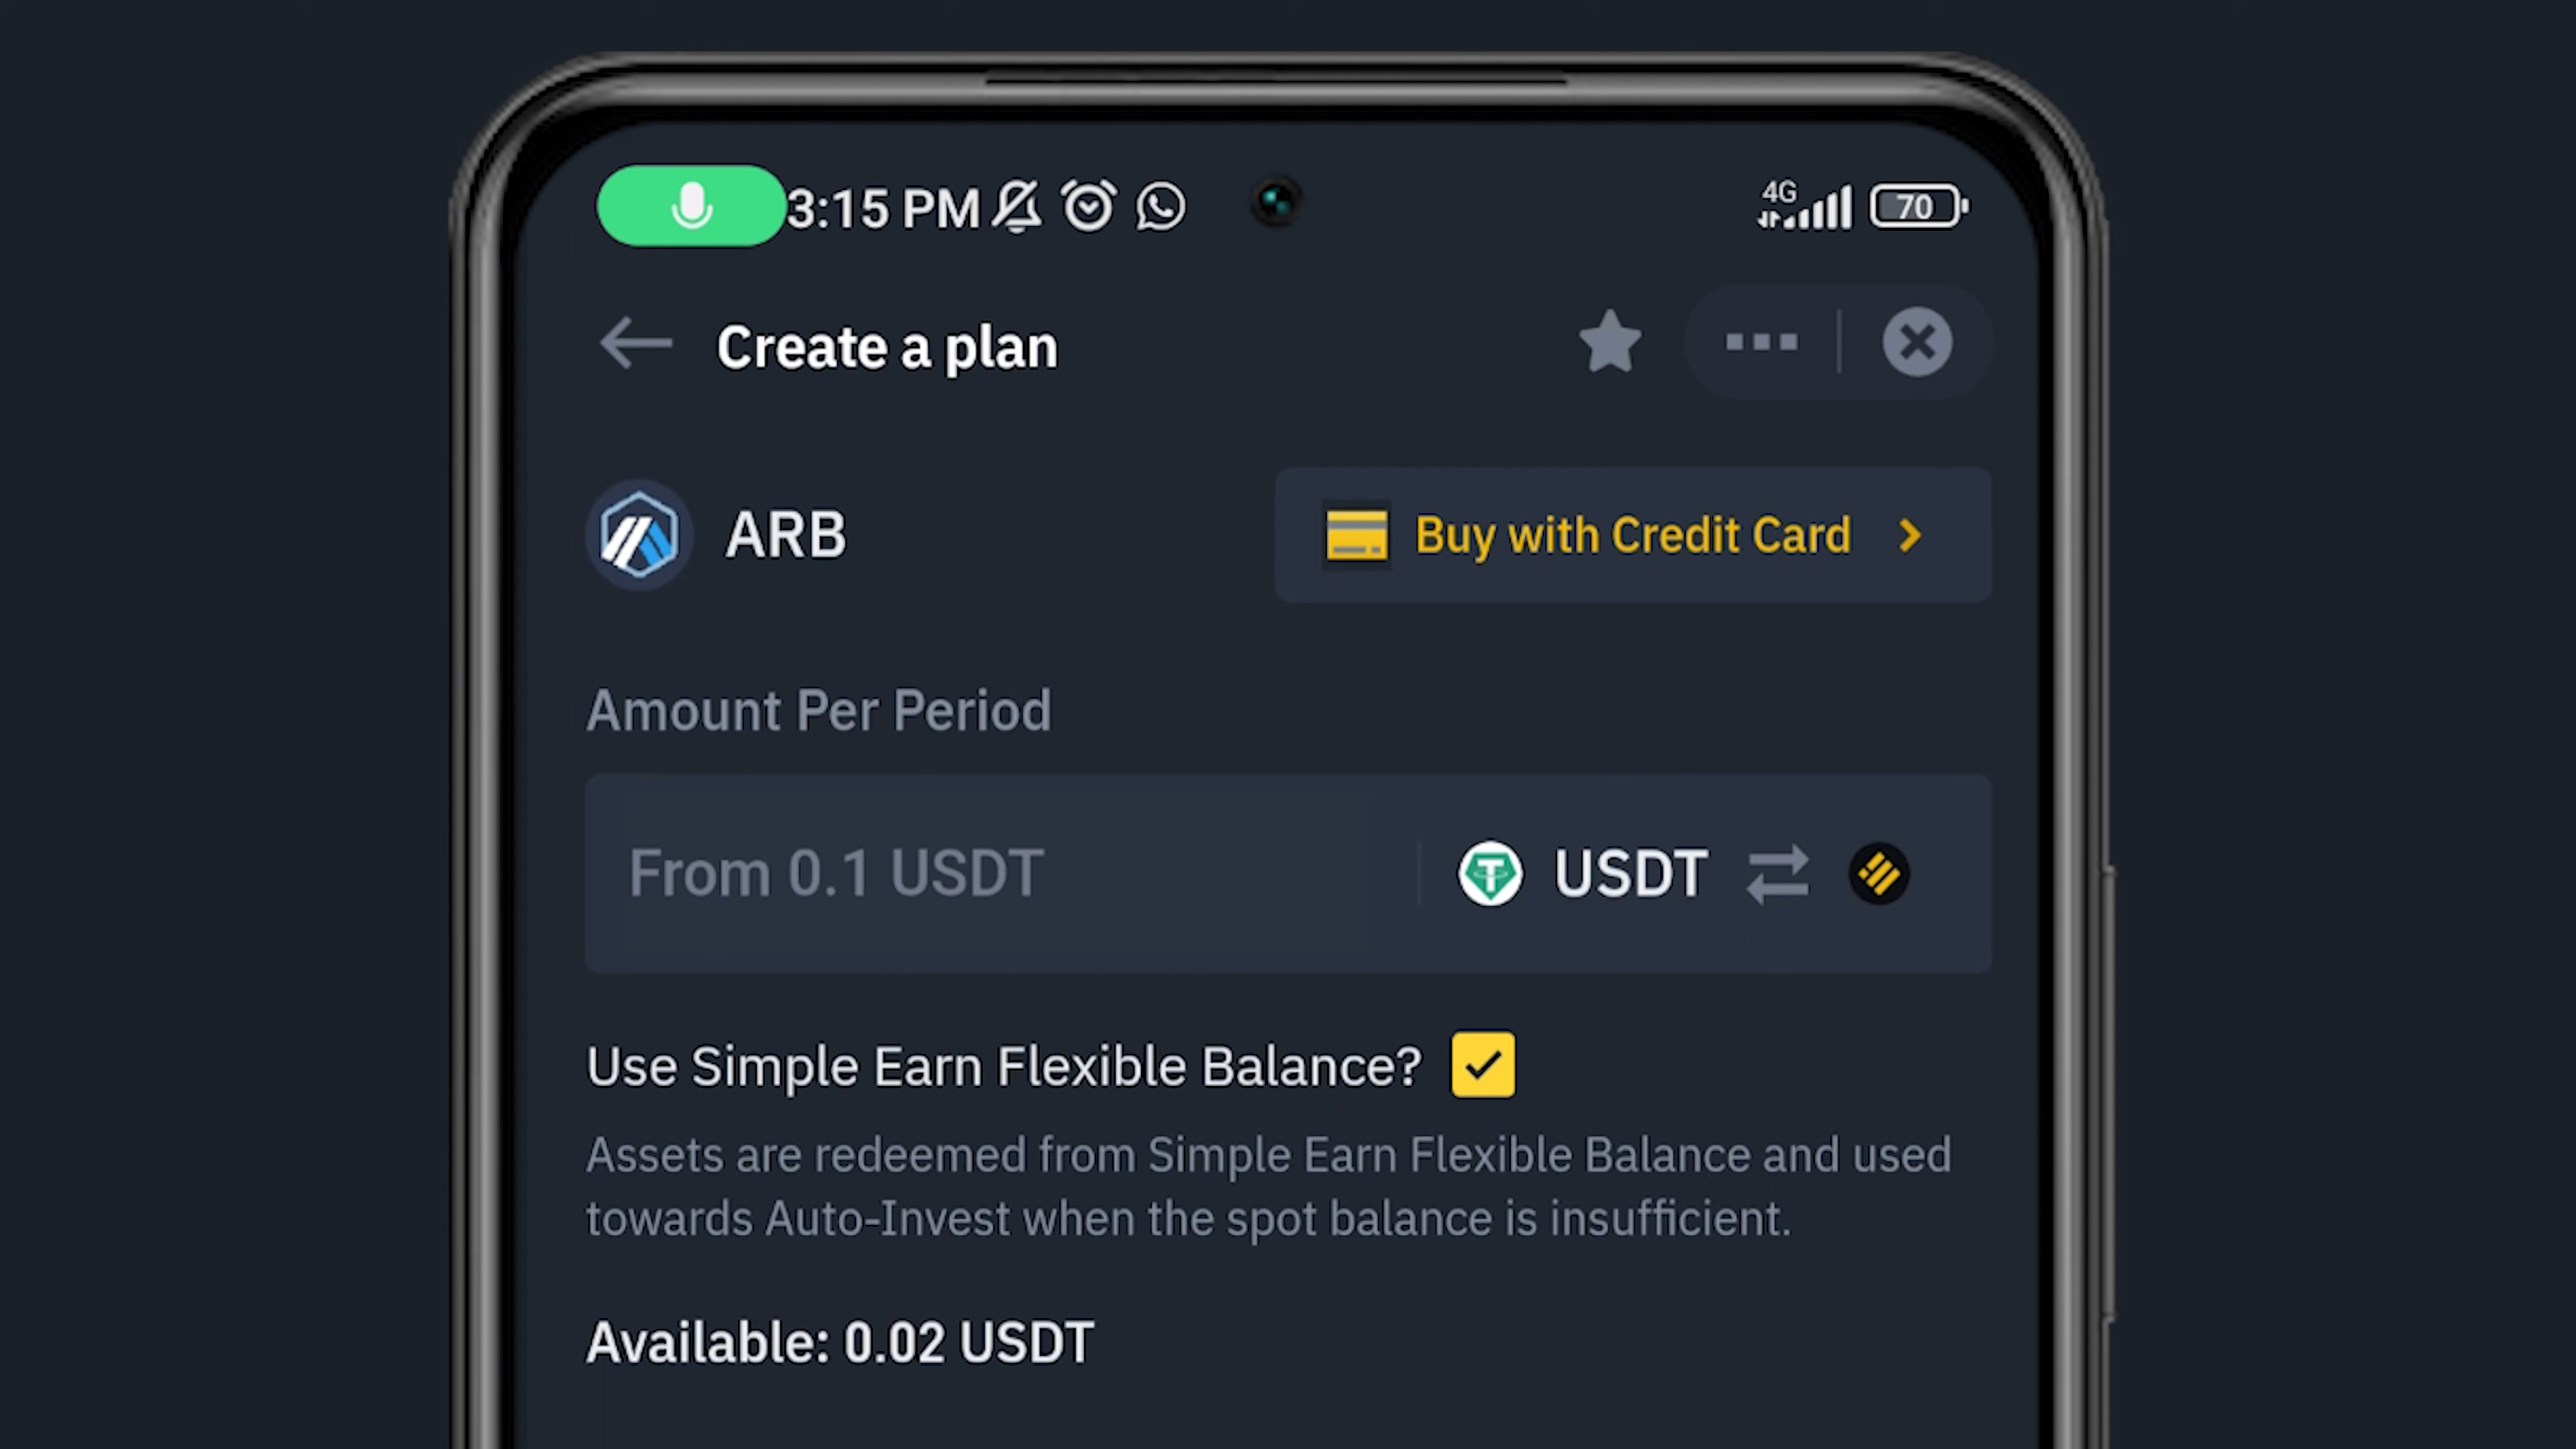 3:15 PM 4G 70
Create a plan
ARB Buy with Credit Card
Amount Per Period
From 0.1 USDT USDT
Use Simple Earn Flexible Balance?
Assets are redeemed from Simple Earn Flexible Balance and used
towards Auto-Invest when the spot balance is insufficient.
Available: 0.02 USDT